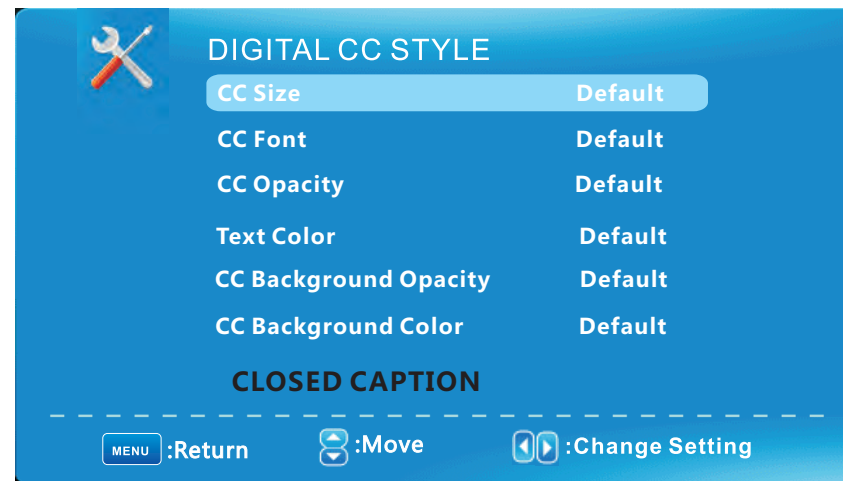 DIGITAL CC STYLE
CC Size Default
CC Font Default
CC Opacity Default
Text Color Default
CC Background Opacity Default
CC Background Color Default
CLOSED CAPTION
MENU :Return :Move :Change Setting